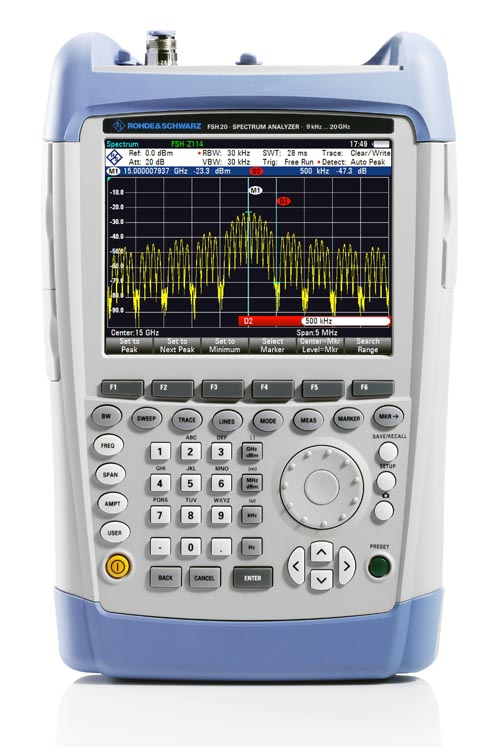 ROHDE&SCHWARZ FSH20 · SPECTRUM ANALYZER · 9 kHz ... 20 GHz
Spectrum FSH-Z114 17:49
Ref: 0.0 dBm • RBW: 30 kHz SWT: 28 ms Trace: Clear/Write
Att: 20 dB VBW: 30 kHz Trig: Free Run • Detect: Auto Peak
M1 15.000007937 GHz -23.3 dBm D2 500 kHz -47.3 dB
M1
-10.0
D2
-20.0
-30.0
-40.0
-50.0
-60.0
-70.0
-80.0
-90.0
D2 500 kHz
Center:15 GHz Span:5 MHz
Set to Peak
Set to Next Peak
Set to Minimum
Select Marker
Center=Mkr Level=Mkr
Search Range
F1 F2 F3 F4 F5 F6
BW SWEEP TRACE LINES MODE MEAS MARKER MKR→
SAVE/RECALL
FREQ
ABC DEF
1 2 3 GHz -dBm
SETUP
SPAN
GHI JKL MNO (m)
4 5 6 MHz dBm
AMPT
PQRS TUV WXYZ
7 8 9 kHz
USER
- 0 . Hz
PRESET
BACK CANCEL ENTER